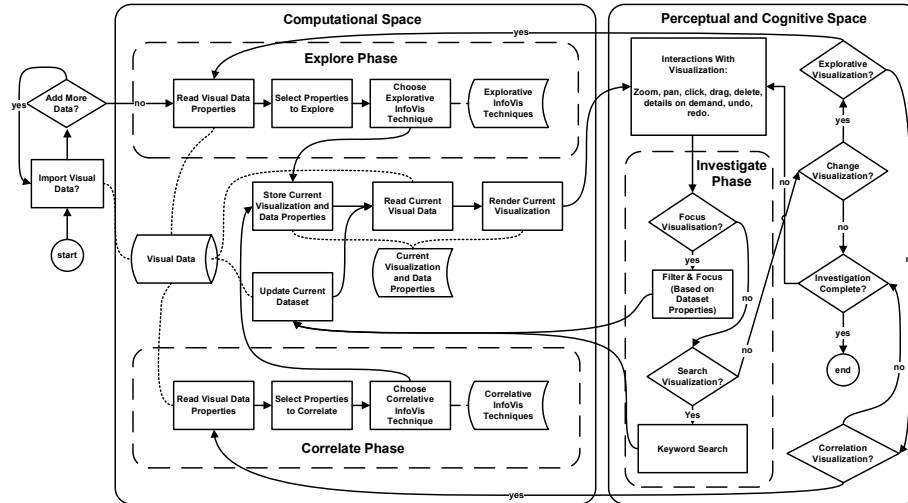 Computational Space
Perceptual and Cognitive Space
yes
Explore Phase
Add More
Data?
yes
no
Read Visual Data
Properties
Select Properties
to Explore
Choose
Explorative
InfoVis
Technique
Explorative
InfoVis
Techniques
Interactions With
Visualization:
Zoom, pan, click, drag, delete,
details on demand, undo,
redo.
Explorative
Visualization?
yes
Import Visual
Data?
start
Visual Data
Store Current
Visualization and
Data Properties
Read Current
Visual Data
Render Current
Visualization
Current
Visualization
and Data
Properties
Update Current
Dataset
Investigate
Phase
Focus
Visualisation?
yes
no
Filter & Focus
(Based on
Dataset
Properties)
Search
Visualization?
no
Yes
Keyword Search
Change
Visualization?
no
no
Investigation
Complete?
yes
end
no
Correlation
Visualization?
Read Visual Data
Properties
Select Properties
to Correlate
Choose
Correlative
InfoVis
Technique
Correlative
InfoVis
Techniques
Correlate Phase
yes